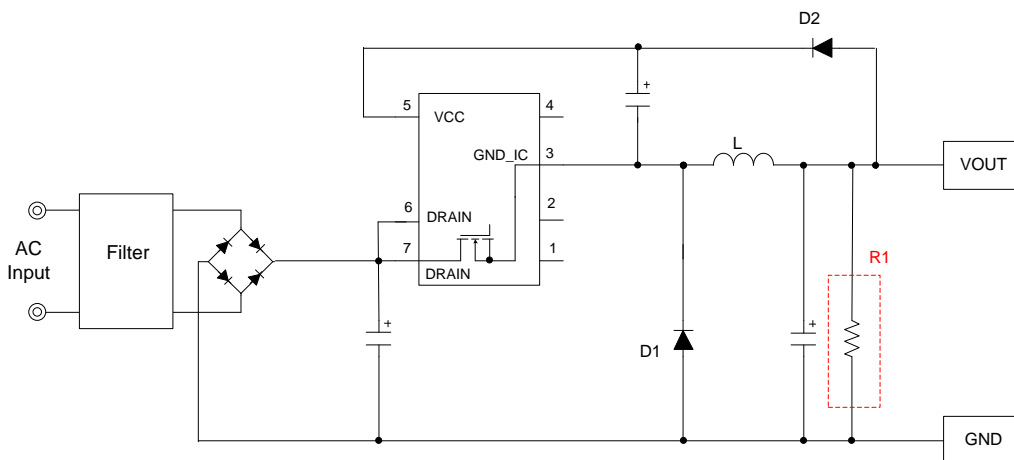 D2
+
5
4
VCC
GND_IC
3
L
VOUT
6
DRAIN
2
AC
Input
Filter
7
DRAIN
1
R1
+
D1
+
GND